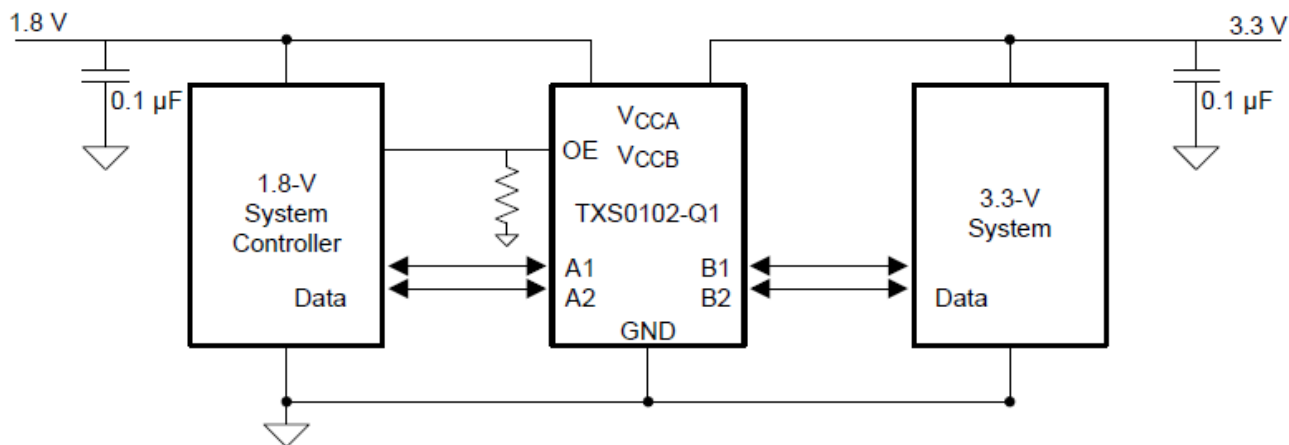 1.8 V
3.3 V
0.1 µF
0.1 µF
VCCA
VCCB
OE
TXS0102-Q1
1.8-V
System
Controller
Data
A1
A2
B1
B2
GND
3.3-V
System
Data